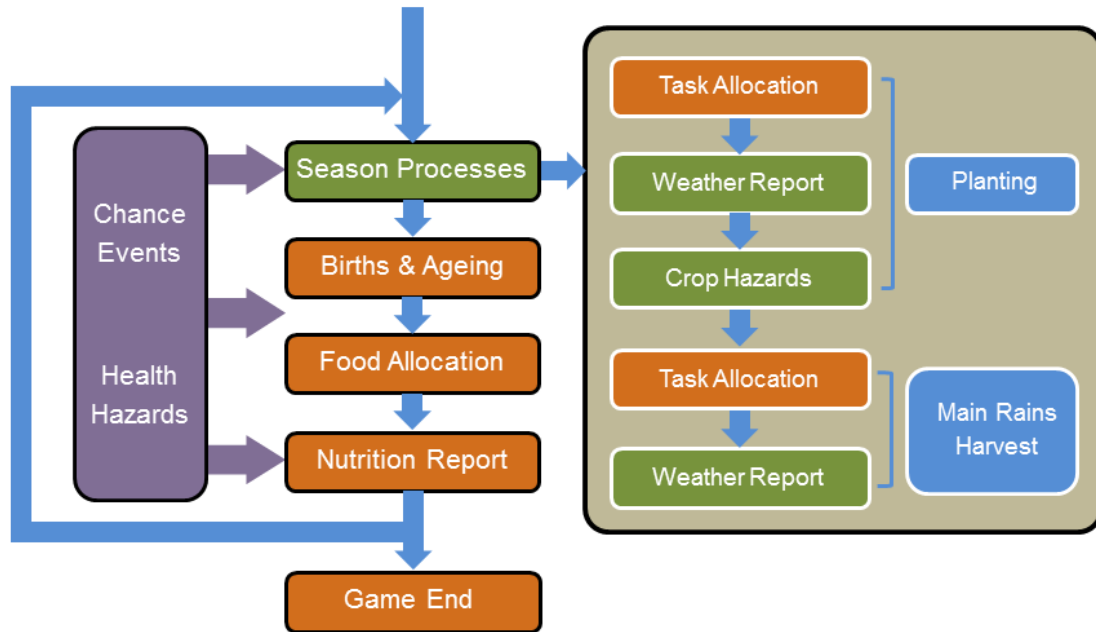 Chance
Events
Health
Hazards
Season Processes
Births & Ageing
Food Allocation
Nutrition Report
Game End
Task Allocation
Weather Report
Crop Hazards
Planting
Task Allocation
Weather Report
Main Rains
Harvest